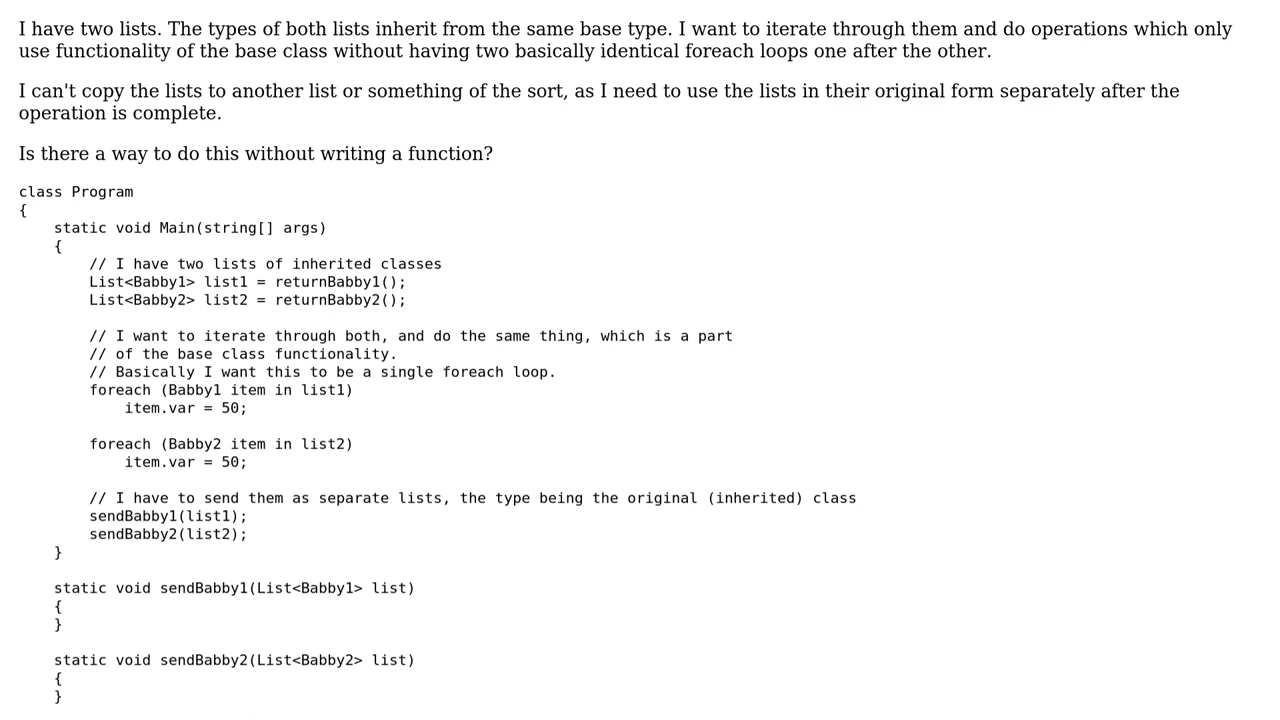 I have two lists. The types of both lists inherit from the same base type. I want to iterate through them and do operations which only
use functionality of the base class without having two basically identical foreach loops one after the other.
I can't copy the lists to another list or something of the sort, as I need to use the lists in their original form separately after the
operation is complete.
Is there a way to do this without writing a function?
class Program
{
    static void Main(string[] args)
    {
        // I have two lists of inherited classes
        List<Babby1> list1 = returnBabby1();
        List<Babby2> list2 = returnBabby2();
        // I want to iterate through both, and do the same thing, which is a part
        // of the base class functionality.
        // Basically I want this to be a single foreach loop.
        foreach (Babby1 item in list1)
            item.var = 50;
        foreach (Babby2 item in list2)
            item.var = 50;
        // I have to send them as separate lists, the type being the original (inherited) class
        sendBabby1(list1);
        sendBabby2(list2);
    }
    static void sendBabby1(List<Babby1> list)
    {
    }
    static void sendBabby2(List<Babby2> list)
    {
    }